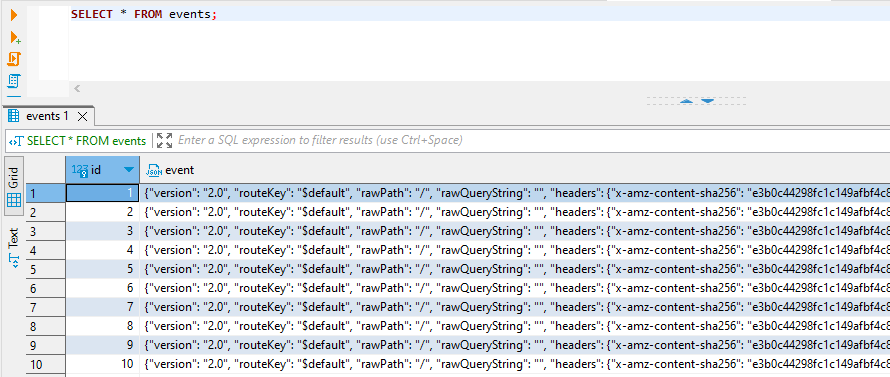 SELECT * FROM events;
events 1
SELECT * FROM events Enter a SQL expression to filter results (use Ctrl+Space)
Grid
Text
123 id JSON event
1 1 {"version": "2.0", "routeKey": "$default", "rawPath": "/", "rawQueryString": "", "headers": {"x-amz-content-sha256": "e3b0c44298fc1c149afbf4c8
2 2 {"version": "2.0", "routeKey": "$default", "rawPath": "/", "rawQueryString": "", "headers": {"x-amz-content-sha256": "e3b0c44298fc1c149afbf4c8
3 3 {"version": "2.0", "routeKey": "$default", "rawPath": "/", "rawQueryString": "", "headers": {"x-amz-content-sha256": "e3b0c44298fc1c149afbf4c8
4 4 {"version": "2.0", "routeKey": "$default", "rawPath": "/", "rawQueryString": "", "headers": {"x-amz-content-sha256": "e3b0c44298fc1c149afbf4c8
5 5 {"version": "2.0", "routeKey": "$default", "rawPath": "/", "rawQueryString": "", "headers": {"x-amz-content-sha256": "e3b0c44298fc1c149afbf4c8
6 6 {"version": "2.0", "routeKey": "$default", "rawPath": "/", "rawQueryString": "", "headers": {"x-amz-content-sha256": "e3b0c44298fc1c149afbf4c8
7 7 {"version": "2.0", "routeKey": "$default", "rawPath": "/", "rawQueryString": "", "headers": {"x-amz-content-sha256": "e3b0c44298fc1c149afbf4c8
8 8 {"version": "2.0", "routeKey": "$default", "rawPath": "/", "rawQueryString": "", "headers": {"x-amz-content-sha256": "e3b0c44298fc1c149afbf4c8
9 9 {"version": "2.0", "routeKey": "$default", "rawPath": "/", "rawQueryString": "", "headers": {"x-amz-content-sha256": "e3b0c44298fc1c149afbf4c8
10 10 {"version": "2.0", "routeKey": "$default", "rawPath": "/", "rawQueryString": "", "headers": {"x-amz-content-sha256": "e3b0c44298fc1c149afbf4c8